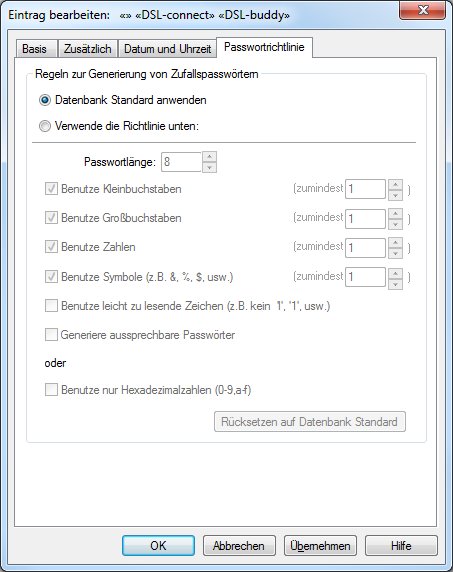 Eintrag bearbeiten: «» «DSL-connect» «DSL-buddy»
Basis Zusätzlich Datum und Uhrzeit Passwortrichtlinie
Regeln zur Generierung von Zufallspasswörtern
Datenbank Standard anwenden
Verwende die Richtlinie unten:
Passwortlänge: 8
Benutze Kleinbuchstaben (zumindest 1 )
Benutze Großbuchstaben (zumindest 1 )
Benutze Zahlen (zumindest 1 )
Benutze Symbole (z.B. &, %, $, usw.) (zumindest 1 )
Benutze leicht zu lesende Zeichen (z.B. kein 'l', '1', usw.)
Generiere aussprechbare Passwörter
oder
Benutze nur Hexadezimalzahlen (0-9,a-f)
Rücksetzen auf Datenbank Standard
OK Abbrechen Übernehmen Hilfe